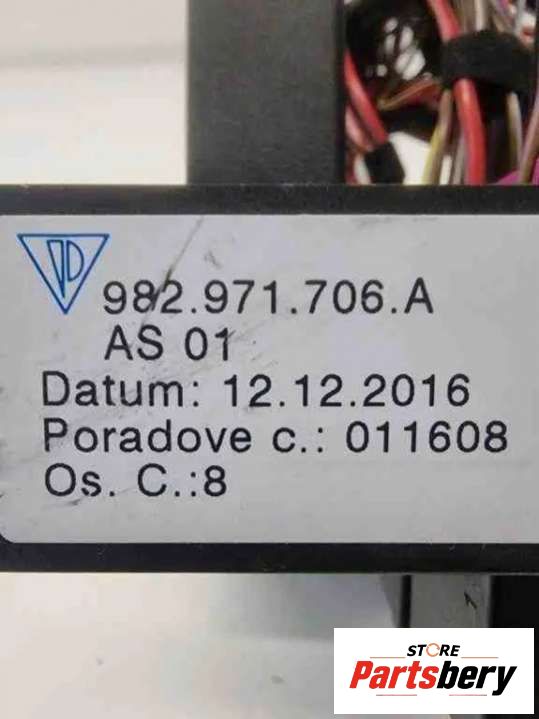 982.971.706.A
AS 01
Datum: 12.12.2016
Poradove c.: 011608
Os. C.:8
STORE
Partsbery